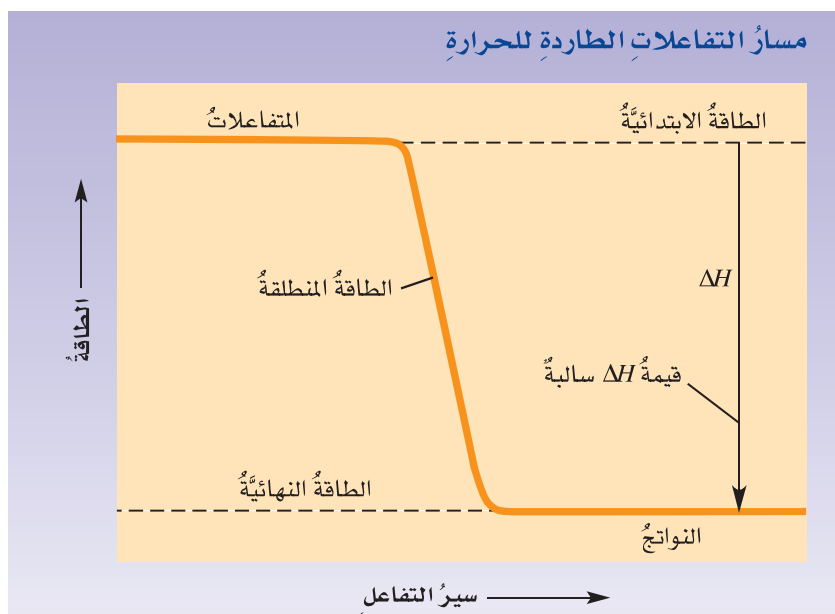 مسارُ التفاعلاتِ الطاردةِ للحرارةِ
الطاقةُ الابتدائيَّةُ
المتفاعلاتُ
ΔH
الطاقةُ المنطلقةُ
قيمةُ ΔH سالبةٌ
الطاقةُ
الطاقةُ النهائيَّةُ
النواتجُ
سيرُ التفاعلِ